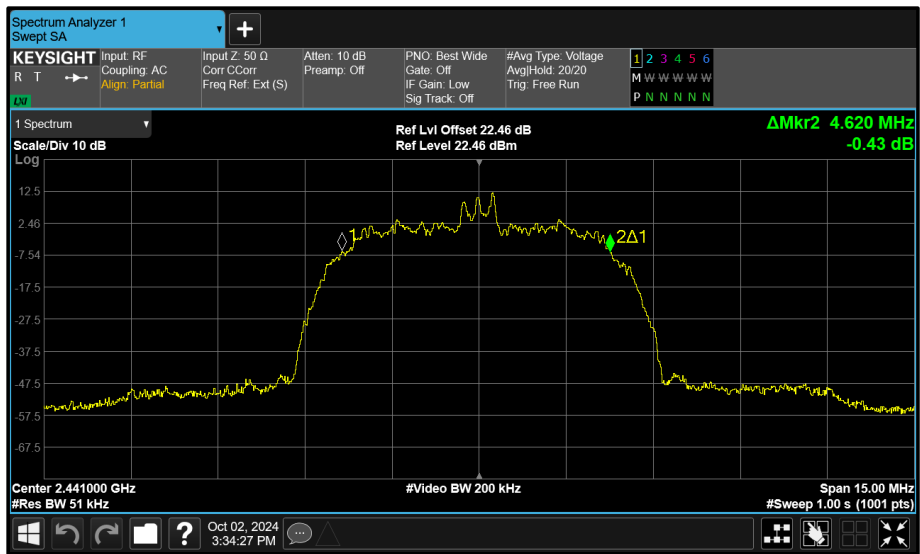 Spectrum Analyzer 1
Swept SA
+
KEYSIGHT
R T
LXI
Input: RF
Coupling: AC
Align: Partial
Input Z: 50 Ω
Corr CCorr
Freq Ref: Ext (S)
Atten: 10 dB
Preamp: Off
PNO: Best Wide
Gate: Off
IF Gain: Low
Sig Track: Off
#Avg Type: Voltage
Avg|Hold: 20/20
Trig: Free Run
1 2 3 4 5 6
M W W W W W
P N N N N N
1 Spectrum
Scale/Div 10 dB
Ref Lvl Offset 22.46 dB
Ref Level 22.46 dBm
ΔMkr2 4.620 MHz
-0.43 dB
Log
12.5
2.46
-7.54
-17.5
-27.5
-37.5
-47.5
-57.5
-67.5
1
2Δ1
Center 2.441000 GHz
#Res BW 51 kHz
#Video BW 200 kHz
Span 15.00 MHz
#Sweep 1.00 s (1001 pts)
?
Oct 02, 2024
3:34:27 PM